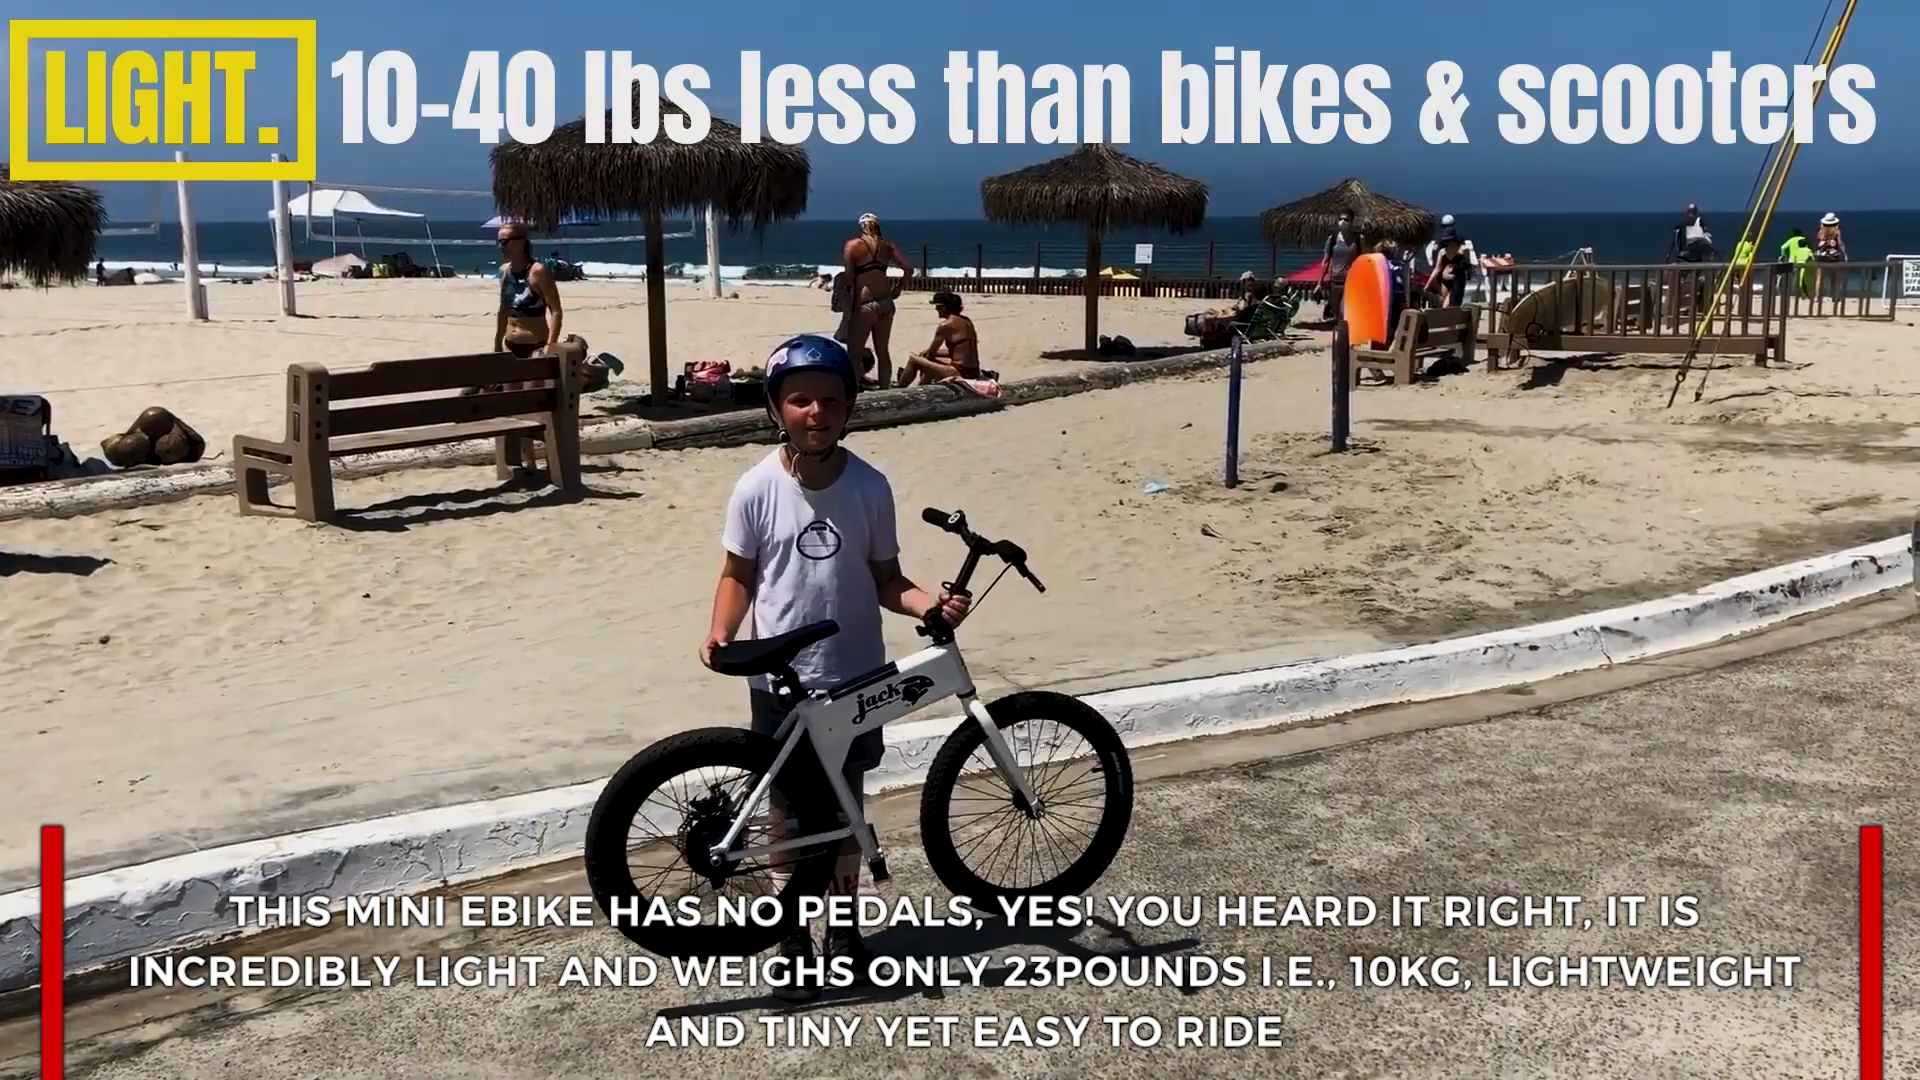 LIGHT. 10-40 lbs less than bikes & scooters
jack
THIS MINI EBIKE HAS NO PEDALS, YES! YOU HEARD IT RIGHT, IT IS
INCREDIBLY LIGHT AND WEIGHS ONLY 23POUNDS I.E., 10KG, LIGHTWEIGHT
AND TINY YET EASY TO RIDE